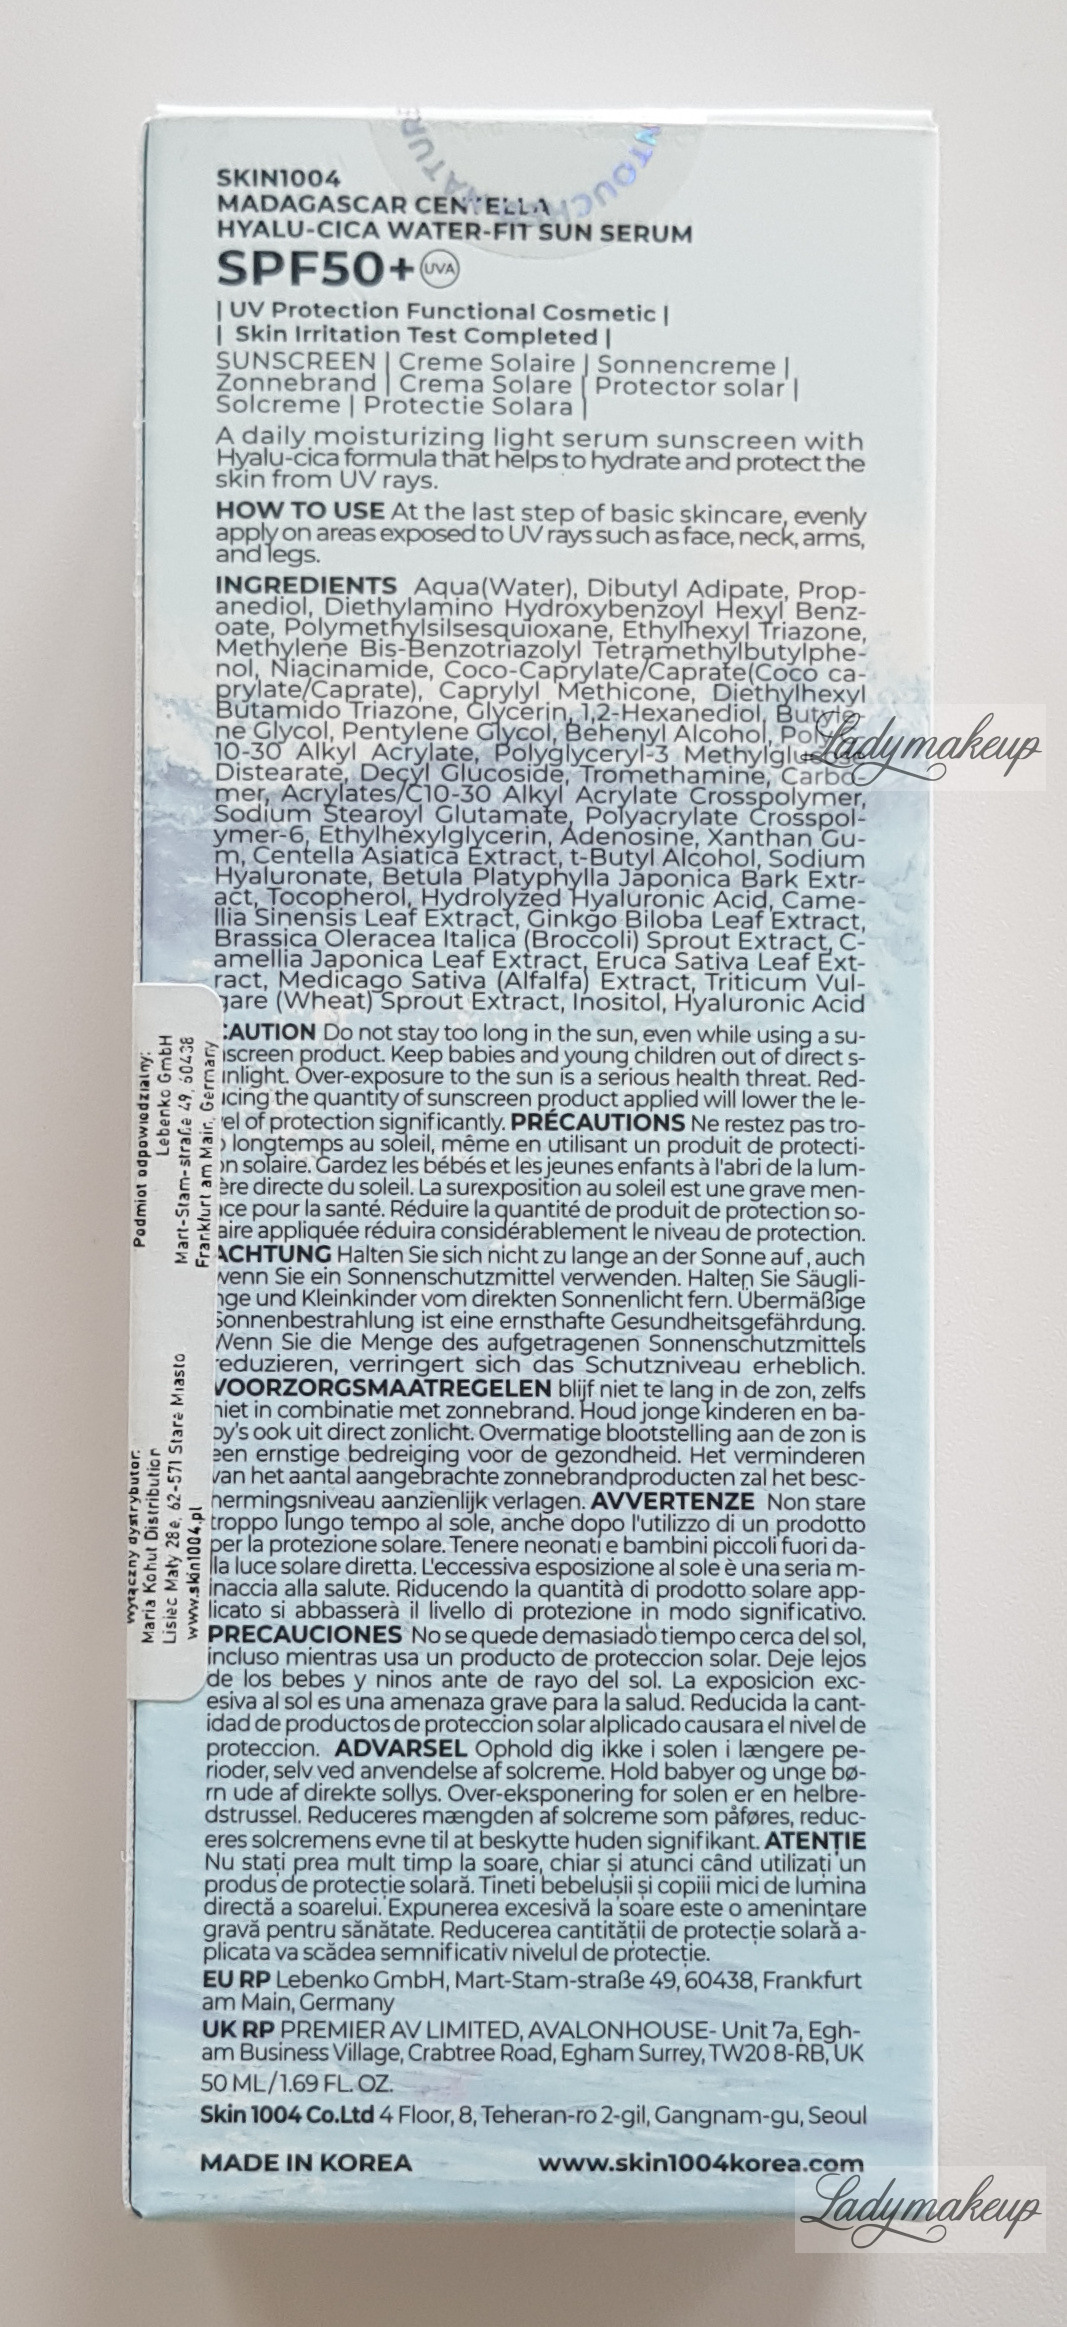 SKIN1004
MADAGASCAR CENTELLA
HYALU-CICA WATER-FIT SUN SERUM
SPF50+ UVA
| UV Protection Functional Cosmetic |
| Skin Irritation Test Completed |
SUNSCREEN | Creme Solaire | Sonnencreme |
Zonnebrand | Crema Solare | Protector solar |
Solcreme | Protectie Solara |
A daily moisturizing light serum sunscreen with
Hyalu-cica formula that helps to hydrate and protect the
skin from UV rays.
HOW TO USE At the last step of basic skincare, evenly
apply on areas exposed to UV rays such as face, neck, arms,
and legs.
INGREDIENTS Aqua(Water), Dibutyl Adipate, Prop-
anediol, Diethylamino Hydroxybenzoyl Hexyl Benz-
oate, Polymethylsilsesquioxane, Ethylhexyl Triazone,
Methylene Bis-Benzotriazolyl Tetramethylbutylphe-
nol, Niacinamide, Coco-Caprylate/Caprate(Coco ca-
prylate/Caprate), Caprylyl Methicone, Diethylhexyl
Butamido Triazone, Glycerin, 1,2-Hexanediol, Butyle-
ne Glycol, Pentylene Glycol, Behenyl Alcohol, Poly
10-30 Alkyl Acrylate, Polyglyceryl-3 Methylglucose
Distearate, Decyl Glucoside, Tromethamine, Carbo-
mer, Acrylates/C10-30 Alkyl Acrylate Crosspolymer,
Sodium Stearoyl Glutamate, Polyacrylate Crosspol-
ymer-6, Ethylhexylglycerin, Adenosine, Xanthan Gu-
m, Centella Asiatica Extract, t-Butyl Alcohol, Sodium
Hyaluronate, Betula Platyphylla Japonica Bark Extr-
act, Tocopherol, Hydrolyzed Hyaluronic Acid, Came-
llia Sinensis Leaf Extract, Ginkgo Biloba Leaf Extract,
Brassica Oleracea Italica (Broccoli) Sprout Extract, C-
amellia Japonica Leaf Extract, Eruca Sativa Leaf Ext-
ract, Medicago Sativa (Alfalfa) Extract, Triticum Vul-
gare (Wheat) Sprout Extract, Inositol, Hyaluronic Acid
CAUTION Do not stay too long in the sun, even while using a su-
nscreen product. Keep babies and young children out of direct s-
unlight. Over-exposure to the sun is a serious health threat. Red-
ucing the quantity of sunscreen product applied will lower the le-
vel of protection significantly. PRÉCAUTIONS Ne restez pas tro-
p longtemps au soleil, même en utilisant un produit de protecti-
on solaire. Gardez les bébés et les jeunes enfants à l'abri de la lum-
ère directe du soleil. La surexposition au soleil est une grave men-
ace pour la santé. Réduire la quantité de produit de protection so-
aire appliquée réduira considérablement le niveau de protection.
ACHTUNG Halten Sie sich nicht zu lange an der Sonne auf, auch
wenn Sie ein Sonnenschutzmittel verwenden. Halten Sie Säugli-
nge und Kleinkinder vom direkten Sonnenlicht fern. Übermäßige
Sonnenbestrahlung ist eine ernsthafte Gesundheitsgefährdung.
Wenn Sie die Menge des aufgetragenen Sonnenschutzmittels
reduzieren, verringert sich das Schutzniveau erheblich.
VOORZORGSMAATREGELEN blijf niet te lang in de zon, zelfs
niet in combinatie met zonnebrand. Houd jonge kinderen en ba-
by's ook uit direct zonlicht. Overmatige blootstelling aan de zon is
een ernstige bedreiging voor de gezondheid. Het verminderen
van het aantal aangebrachte zonnebrandproducten zal het besc-
hermingsniveau aanzienlijk verlagen. AVVERTENZE Non stare
troppo lungo tempo al sole, anche dopo l'utilizzo di un prodotto
per la protezione solare. Tenere neonati e bambini piccoli fuori da-
lla luce solare diretta. L'eccessiva esposizione al sole è una seria m-
inaccia alla salute. Riducendo la quantità di prodotto solare app-
licato si abbasserà il livello di protezione in modo significativo.
PRECAUCIONES No se quede demasiado tiempo cerca del sol,
incluso mientras usa un producto de proteccion solar. Deje lejos
de los bebes y ninos ante de rayo del sol. La exposicion exc-
esiva al sol es una amenaza grave para la salud. Reducida la cant-
idad de productos de proteccion solar alplicado causara el nivel de
proteccion. ADVARSEL Ophold dig ikke i solen i længere pe-
rioder, selv ved anvendelse af solcreme. Hold babyer og unge bø-
rn ude af direkte sollys. Over-eksponering for solen er en helbre-
dstrussel. Reduceres mængden af solcreme som påføres, reduc-
eres solcremens evne til at beskytte huden signifikant. ATENȚIE
Nu stați prea mult timp la soare, chiar și atunci când utilizați un
produs de protecție solară. Tineti bebelușii și copiii mici de lumina
directă a soarelui. Expunerea excesivă la soare este o amenințare
gravă pentru sănătate. Reducerea cantității de protecție solară a-
plicata va scădea semnificativ nivelul de protecție.
EU RP Lebenko GmbH, Mart-Stam-straße 49, 60438, Frankfurt
am Main, Germany
UK RP PREMIER AV LIMITED, AVALONHOUSE- Unit 7a, Egh-
am Business Village, Crabtree Road, Egham Surrey, TW20 8-RB, UK
50 ML/1.69 FL. OZ.
Skin 1004 Co.Ltd 4 Floor, 8, Teheran-ro 2-gil, Gangnam-gu, Seoul
MADE IN KOREA www.skin1004korea.com
Podmiot odpowiedzialny:
Lebenko GmbH
Mart-Stam-straße 49, 60438
Frankfurt am Main, Germany
Wyłączny dystrybutor:
Maria Kohut Distribution
Lisiec Mały 28e, 62-571 Stare Miasto
www.skin1004.pl
UNTOUCHED NATURE
Ladymakeup
Ladymakeup